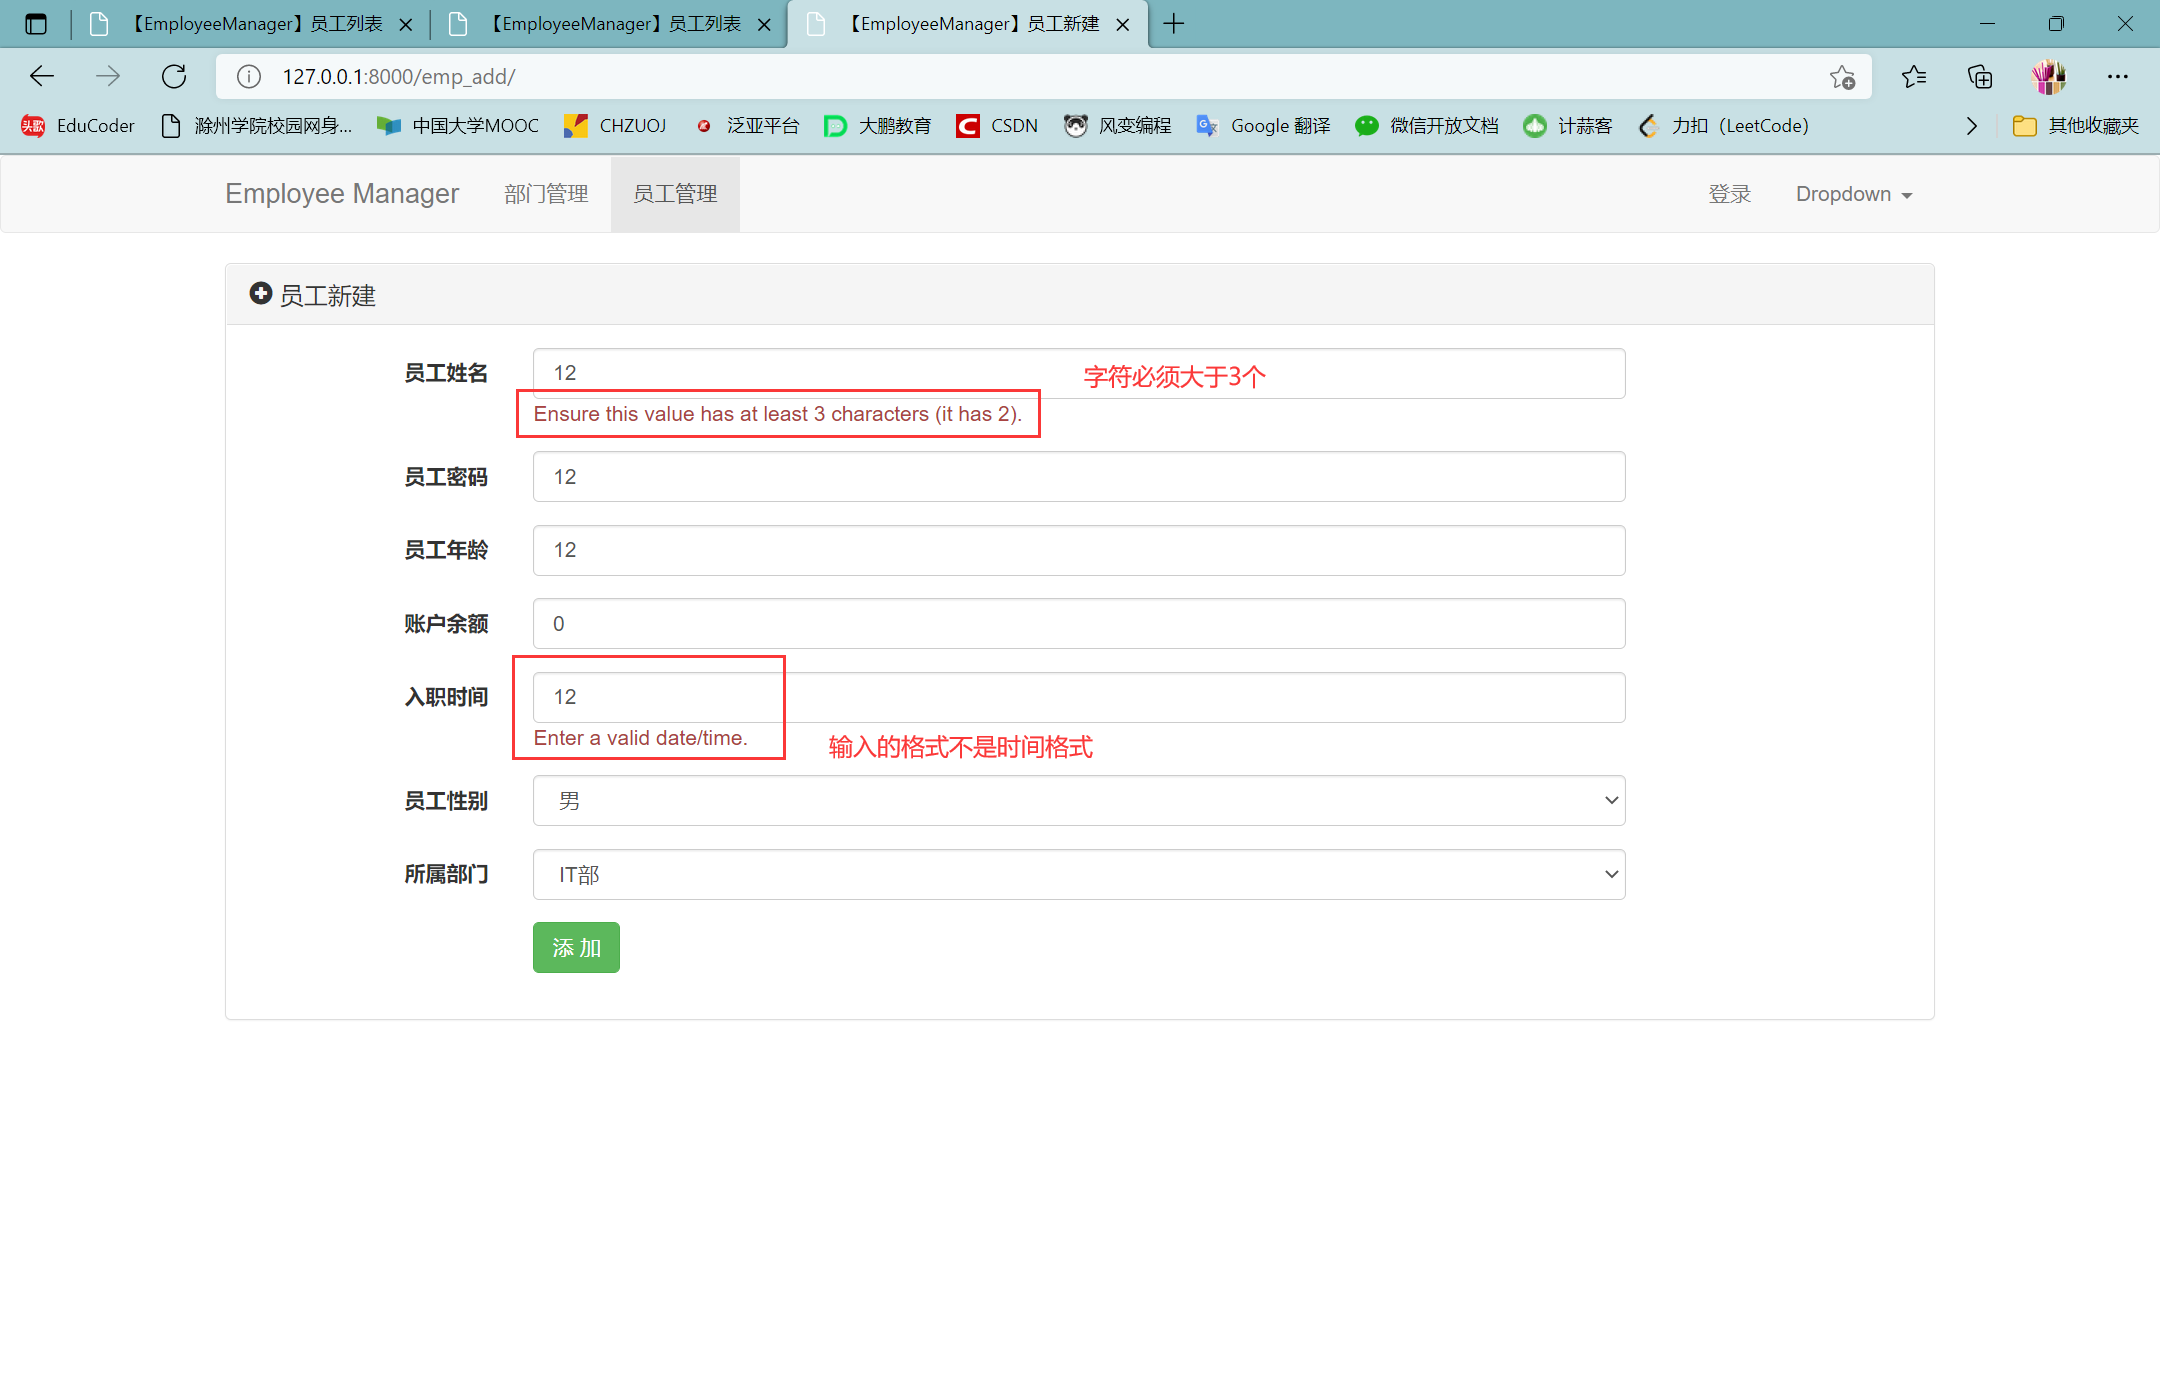 【EmployeeManager】员工列表
【EmployeeManager】员工列表
【EmployeeManager】员工新建
127.0.0.1:8000/emp_add/
头歌 EduCoder
滁州学院校园网身...
中国大学MOOC
CHZUOJ
泛亚平台
大鹏教育
CSDN
风变编程
Google 翻译
微信开放文档
计蒜客
力扣（LeetCode）
其他收藏夹
Employee Manager
部门管理
员工管理
登录
Dropdown
员工新建
员工姓名
12
字符必须大于3个
Ensure this value has at least 3 characters (it has 2).
员工密码
12
员工年龄
12
账户余额
0
入职时间
12
Enter a valid date/time.
输入的格式不是时间格式
员工性别
男
所属部门
IT部
添 加